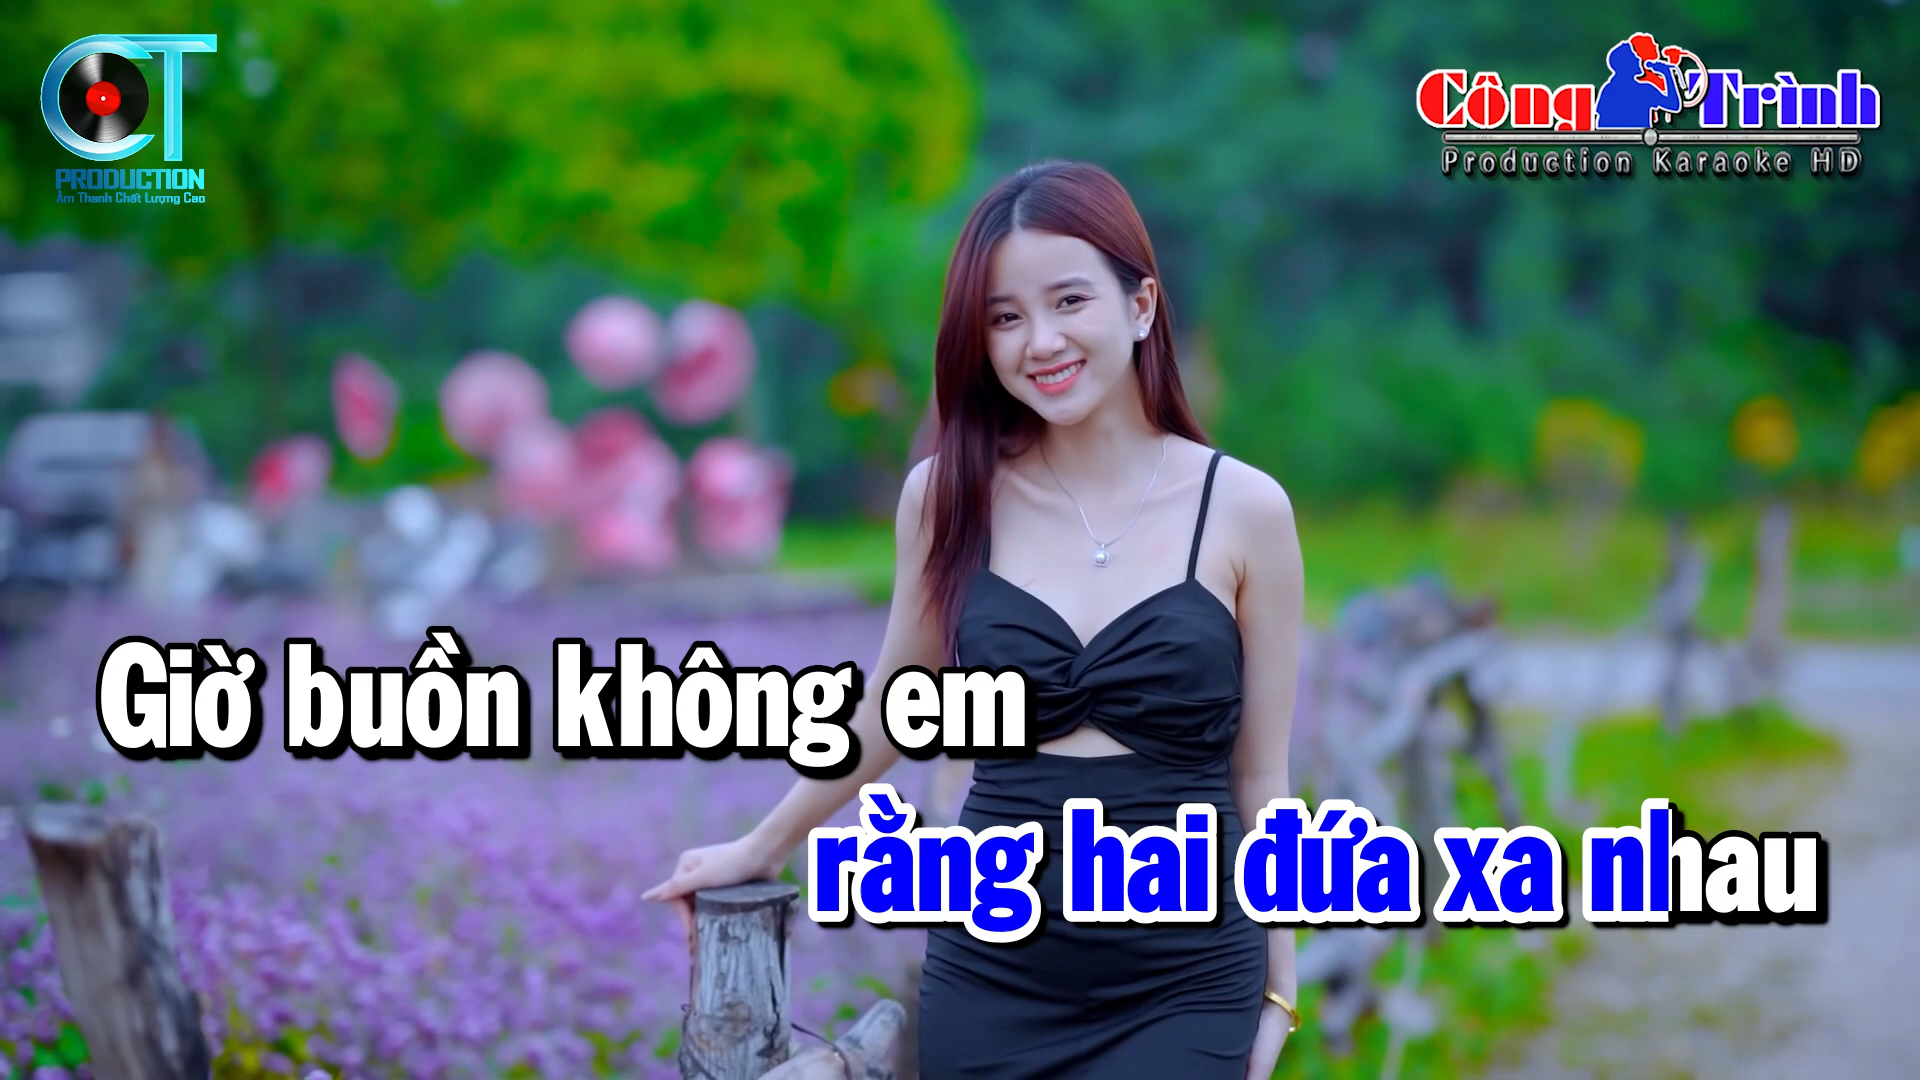 CT
PRODUCTION
Âm Thanh Chất Lượng Cao
Công Trình
Production Karaoke HD
Giờ buồn không em
rằng hai đứa xa nhau